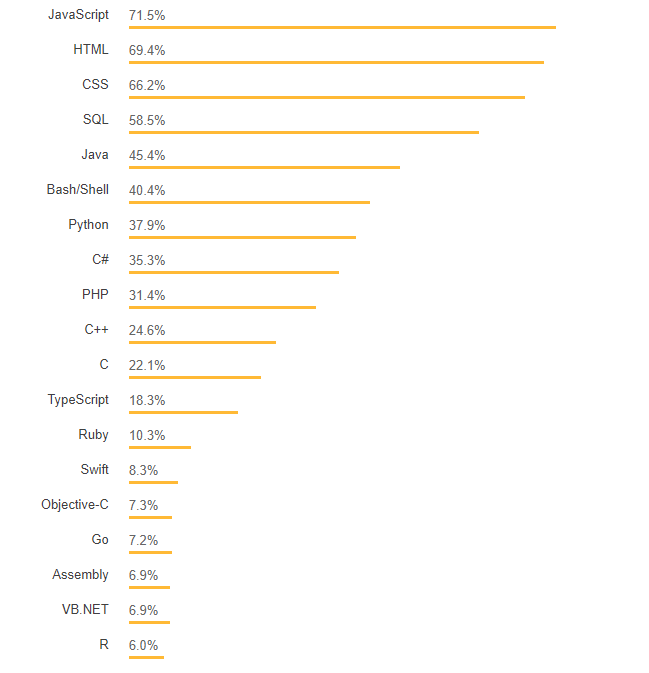 JavaScript 71.5%
HTML 69.4%
CSS 66.2%
SQL 58.5%
Java 45.4%
Bash/Shell 40.4%
Python 37.9%
C# 35.3%
PHP 31.4%
C++ 24.6%
C 22.1%
TypeScript 18.3%
Ruby 10.3%
Swift 8.3%
Objective-C 7.3%
Go 7.2%
Assembly 6.9%
VB.NET 6.9%
R 6.0%